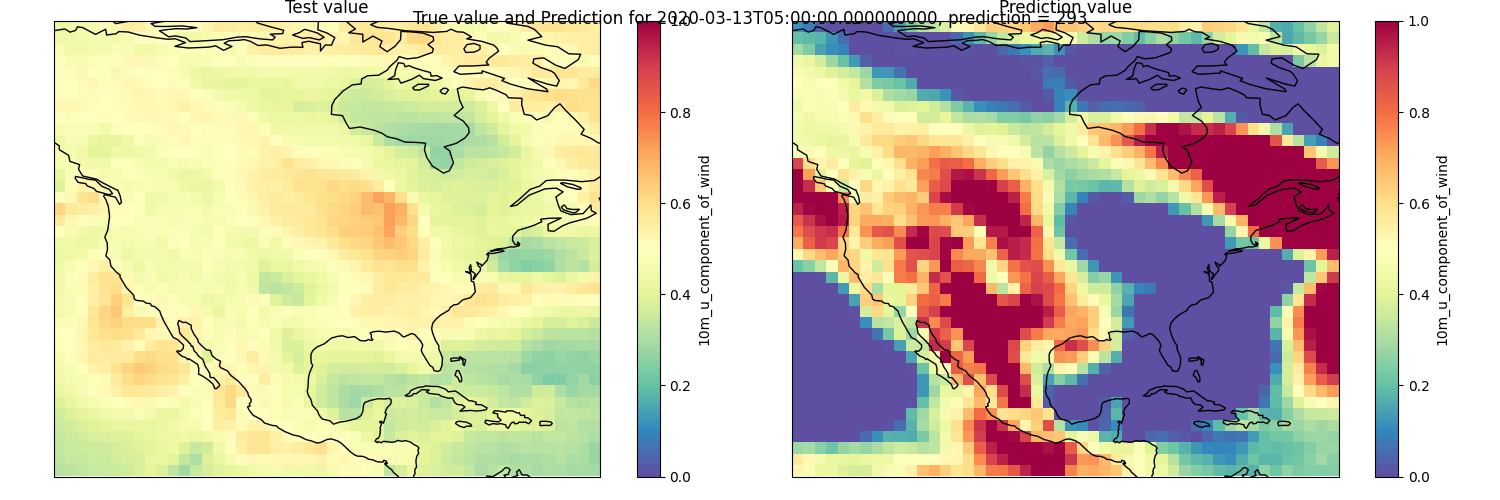 Test value
True value and Prediction for 2020-03-13T05:00:00.000000000, prediction = 293
Prediction value
1.0
0.8
0.6
0.4
0.2
0.0
10m_u_component_of_wind
1.0
0.8
0.6
0.4
0.2
0.0
10m_u_component_of_wind